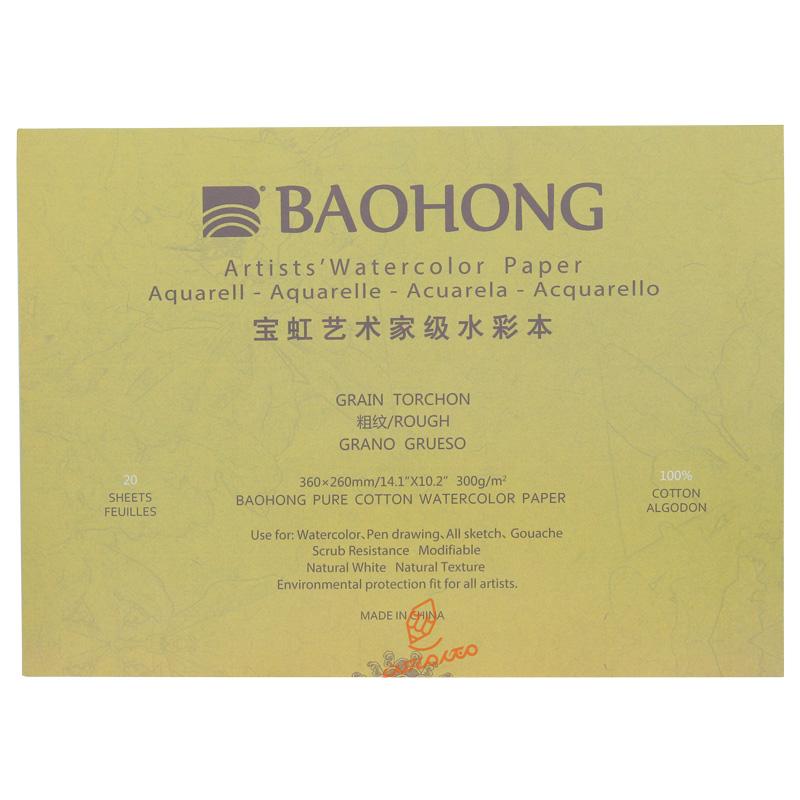 BAOHONG®
Artists' Watercolor Paper
Aquarell - Aquarelle - Acuarela - Acquarello
宝虹艺术家级水彩本
GRAIN TORCHON
粗纹/ROUGH
GRANO GRUESO
20
SHEETS
FEUILLES
360×260mm/14.1"X10.2" 300g/m²
BAOHONG PURE COTTON WATERCOLOR PAPER
100%
COTTON
ALGODON
Use for: Watercolor、Pen drawing、All sketch、Gouache
Scrub Resistance Modifiable
Natural White Natural Texture
Environmental protection fit for all artists.
MADE IN CHINA